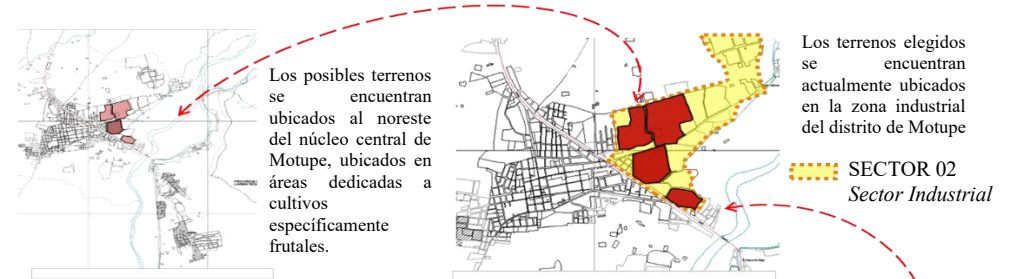 Los posibles terrenos
se encuentran
ubicados al noreste
del núcleo central de
Motupe, ubicados en
áreas dedicadas a
cultivos
específicamente
frutales.
Los terrenos elegidos
se encuentran
actualmente ubicados
en la zona industrial
del distrito de Motupe
SECTOR 02
Sector Industrial